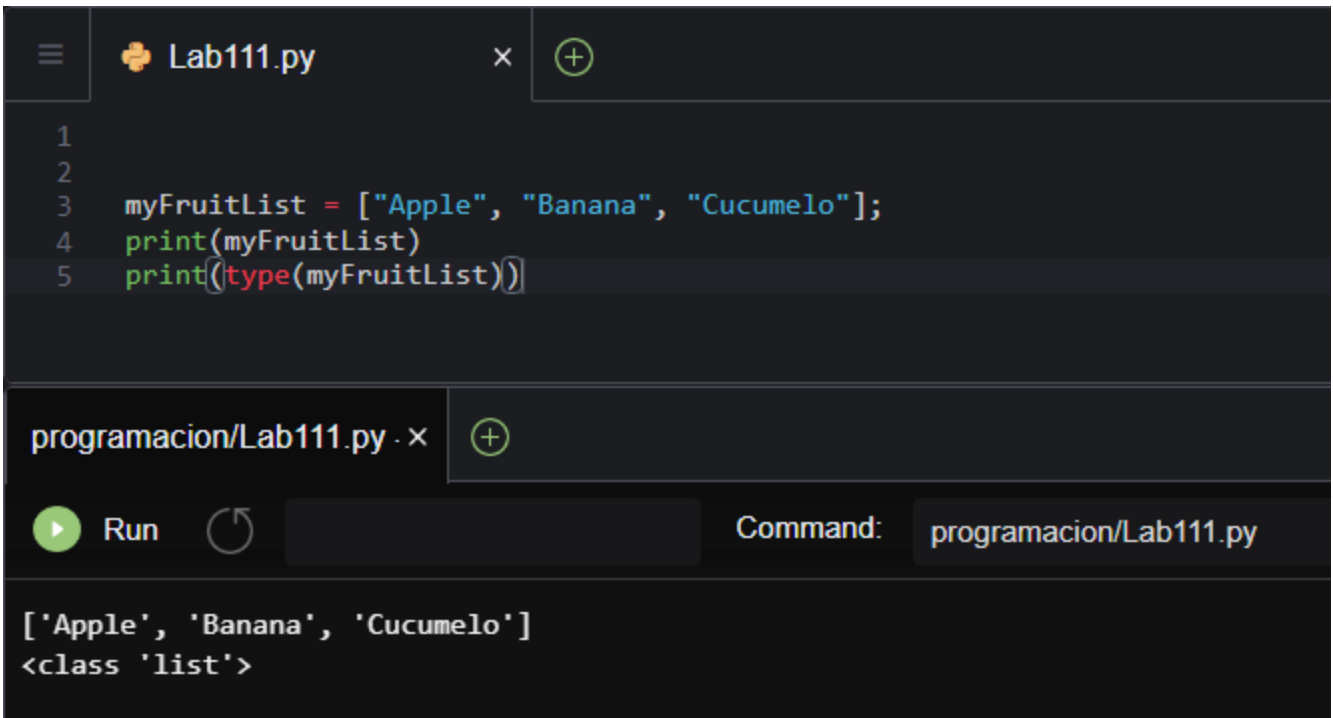 Lab111.py ×
1
2
3 myFruitList = ["Apple", "Banana", "Cucumelo"];
4 print(myFruitList)
5 print(type(myFruitList))
programacion/Lab111.py - ×
Run Command: programacion/Lab111.py
['Apple', 'Banana', 'Cucumelo']
<class 'list'>